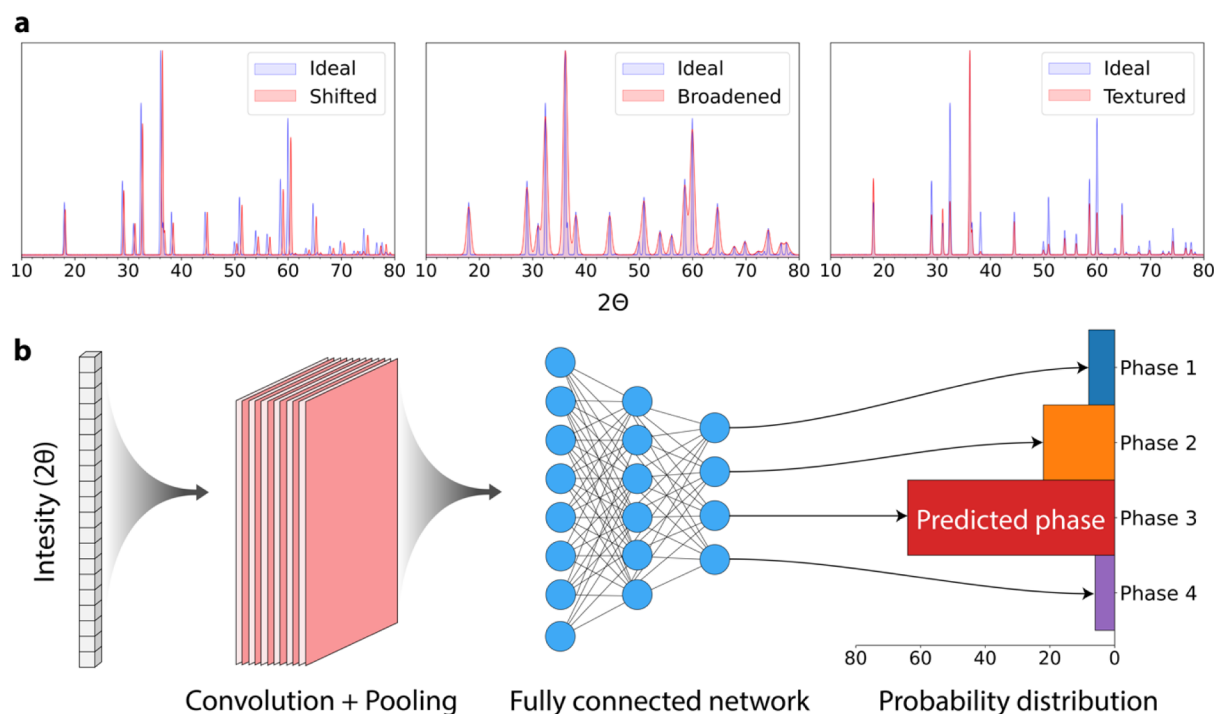 a
Ideal
Shifted
Ideal
Broadened
Ideal
Textured
10 20 30 40 50 60 70 80
10 20 30 40 50 60 70 80
10 20 30 40 50 60 70 80
2Θ
b
Intesity (2θ)
Phase 1
Phase 2
Predicted phase
Phase 3
Phase 4
80 60 40 20 0
Convolution + Pooling
Fully connected network
Probability distribution